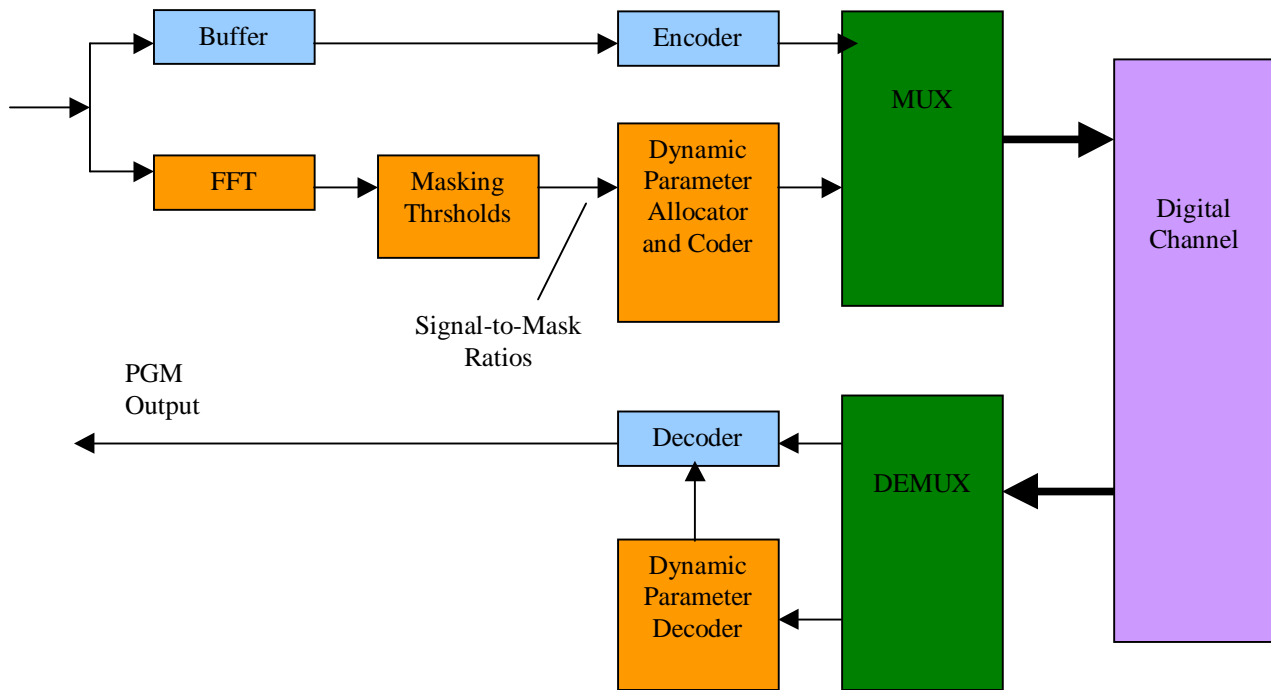 Buffer
Encoder
MUX
FFT
Masking
Thrsholds
Dynamic
Parameter
Allocator
and Coder
Digital
Channel
Signal-to-Mask
Ratios
PGM
Output
Decoder
DEMUX
Dynamic
Parameter
Decoder